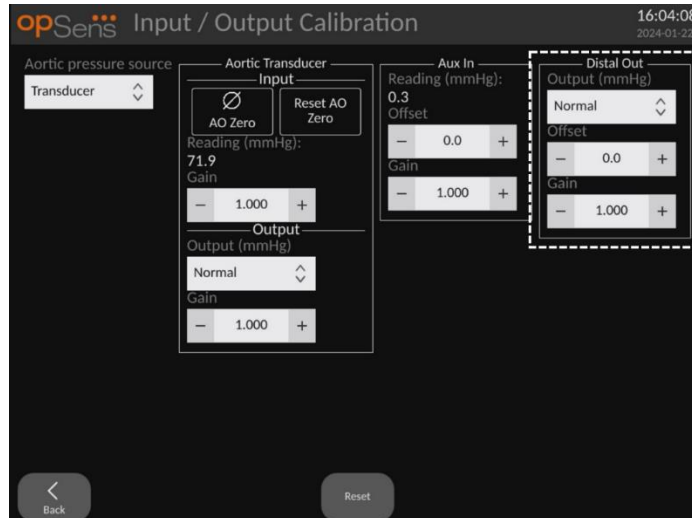 opSens Input / Output Calibration
16:04:08
2024-01-22
Aortic pressure source
Transducer
Aortic Transducer
Input
AO Zero
Reset AO Zero
Reading (mmHg):
71.9
Gain
− 1.000 +
Output
Output (mmHg)
Normal
Gain
− 1.000 +
Aux In
Reading (mmHg):
0.3
Offset
− 0.0 +
Gain
− 1.000 +
Distal Out
Output (mmHg)
Normal
Offset
− 0.0 +
Gain
− 1.000 +
Back
Reset